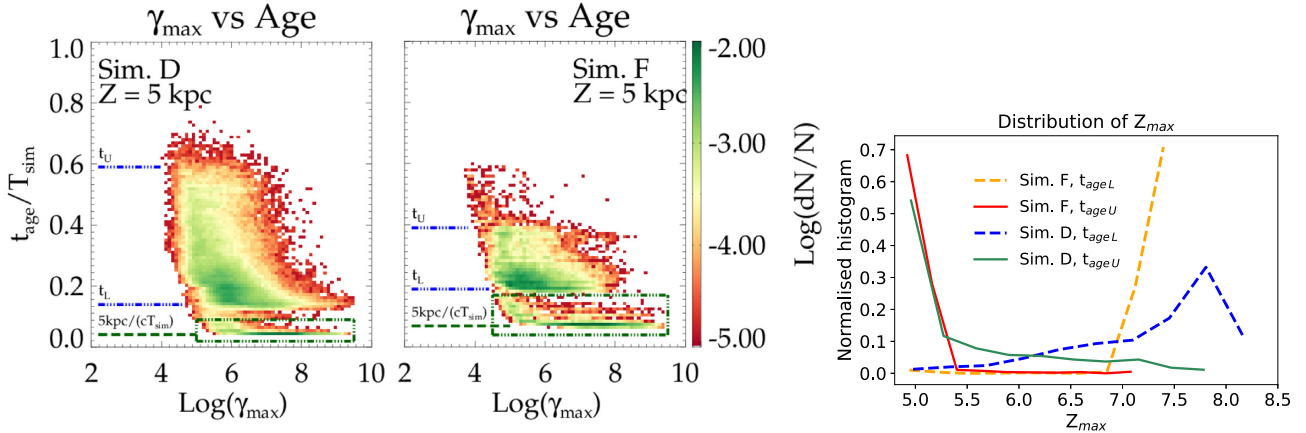 γmax vs Age
Sim. D
Z = 5 kpc
tU
tL
5kpc/(cTsim)
tage/Tsim
1.0
0.8
0.6
0.4
0.2
0.0
2 4 6 8 10
Log(γmax)
γmax vs Age
Sim. F
Z = 5 kpc
tU
tL
5kpc/(cTsim)
2 4 6 8 10
Log(γmax)
-2.00
-3.00
-4.00
-5.00
Log(dN/N)
Distribution of Zmax
Normalised histogram
0.7
0.6
0.5
0.4
0.3
0.2
0.1
0.0
Sim. F, tageL
Sim. F, tageU
Sim. D, tageL
Sim. D, tageU
5.0 5.5 6.0 6.5 7.0 7.5 8.0 8.5
Zmax